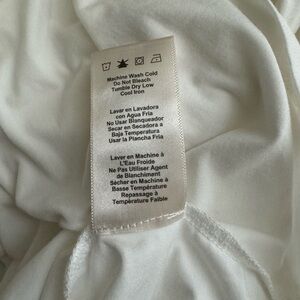 Machine Wash Cold
Do Not Bleach
Tumble Dry Low
Cool Iron
Lavar en Lavadora
con Agua Fria
No Usar Blanqueador
Secar en Secadora a
Baja Temperatura
Usar la Plancha Fria
Laver en Machine à
L'Eau Froide
Ne Pas Utiliser Agent
de Blanchiment
Sécher en Machine à
Basse Température
Repassage à
Température Faible